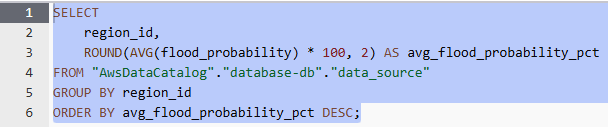 1 SELECT
2 region_id,
3 ROUND(AVG(flood_probability) * 100, 2) AS avg_flood_probability_pct
4 FROM "AwsDataCatalog"."database-db"."data_source"
5 GROUP BY region_id
6 ORDER BY avg_flood_probability_pct DESC;